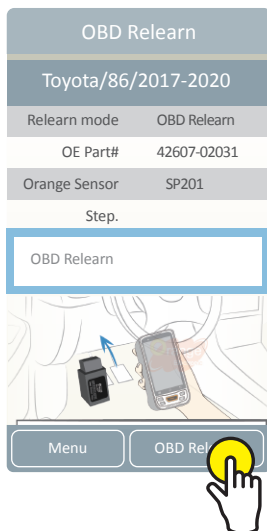 OBD Relearn
Toyota/86/2017-2020
Relearn mode OBD Relearn
OE Part# 42607-02031
Orange Sensor SP201
Step.
OBD Relearn
Menu OBD